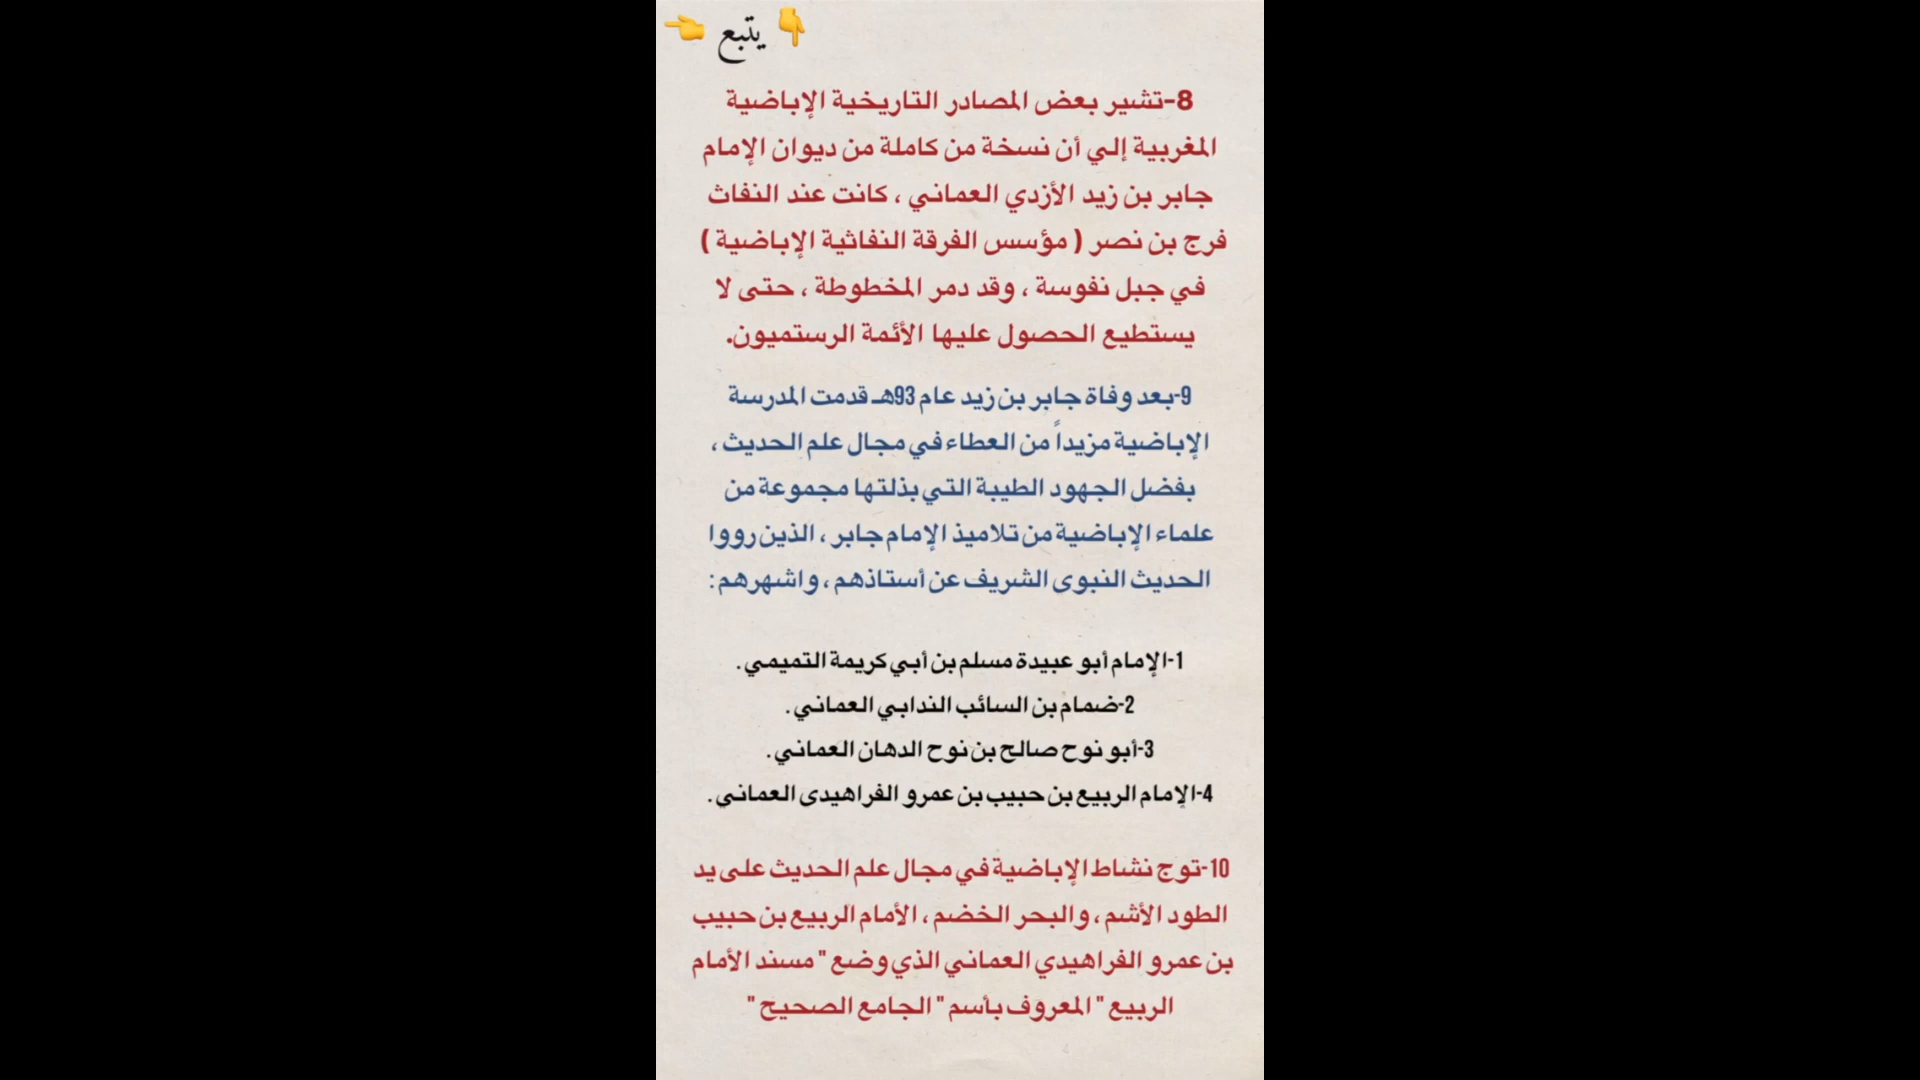 👇 يتبع 👈
8-تشير بعض المصادر التاريخية الإباضية
المغربية إلي أن نسخة من كاملة من ديوان الإمام
جابر بن زيد الأزدي العماني ، كانت عند النفاث
فرج بن نصر ( مؤسس الفرقة النفاثية الإباضية )
في جبل نفوسة ، وقد دمر المخطوطة ، حتى لا
يستطيع الحصول عليها الأئمة الرستميون.
9-بعد وفاة جابر بن زيد عام 93هـ قدمت المدرسة
الإباضية مزيداً من العطاء في مجال علم الحديث ،
بفضل الجهود الطيبة التي بذلتها مجموعة من
علماء الإباضية من تلاميذ الإمام جابر ، الذين رووا
الحديث النبوى الشريف عن أستاذهم ، واشهرهم :
1-الإمام أبو عبيدة مسلم بن أبي كريمة التميمي .
2-ضمام بن السائب الندابي العماني .
3-أبو نوح صالح بن نوح الدهان العماني .
4-الإمام الربيع بن حبيب بن عمرو الفراهيدى العماني .
10-توج نشاط الإباضية في مجال علم الحديث على يد
الطود الأشم ، والبحر الخضم ، الأمام الربيع بن حبيب
بن عمرو الفراهيدي العماني الذي وضع " مسند الأمام
الربيع " المعروف بأسم " الجامع الصحيح "